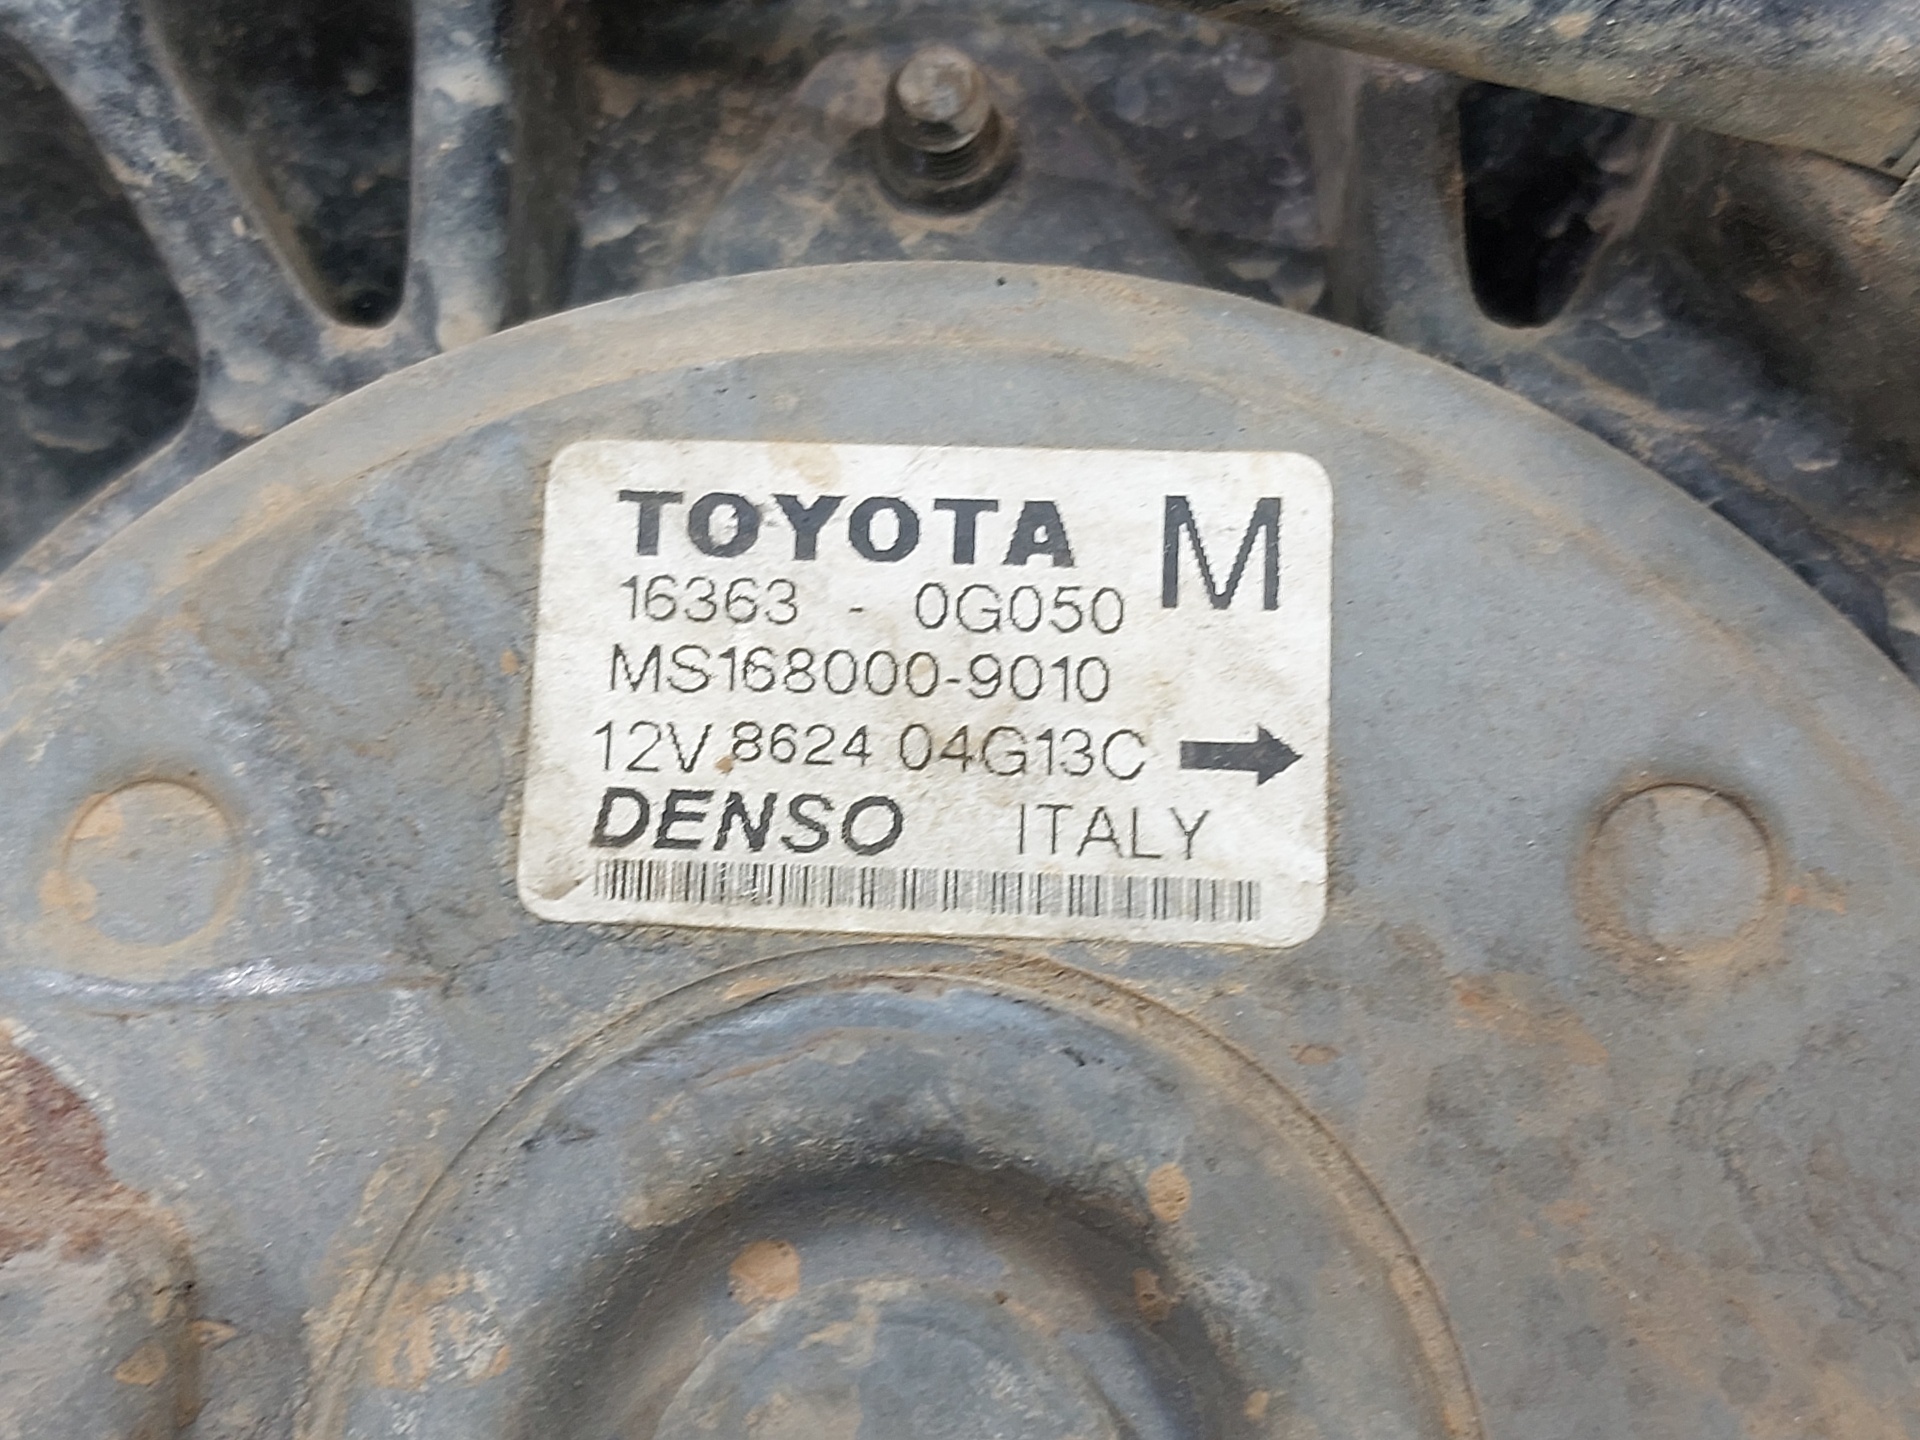 TOYOTA M
16363 - 0G050
MS168000-9010
12V 8624 04G13C
DENSO ITALY